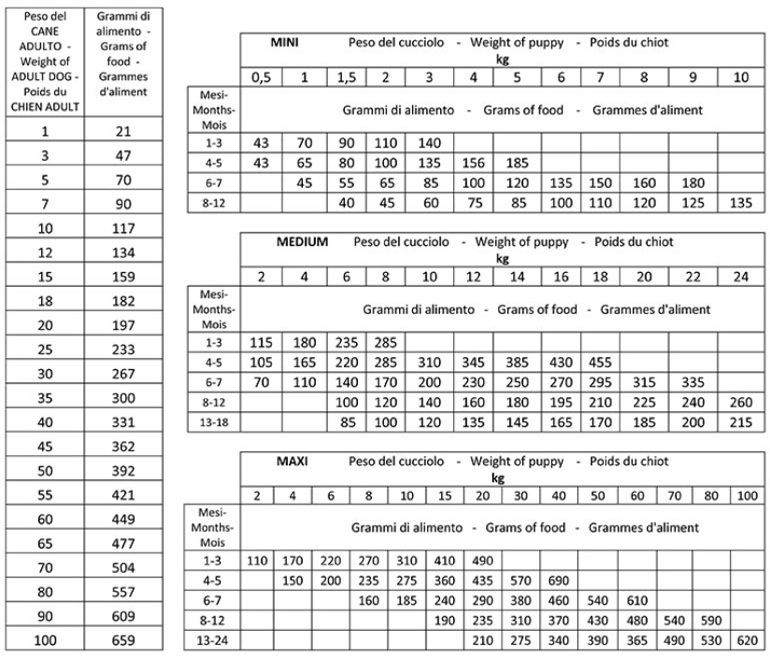 Peso del Grammi di
CANE alimento -
ADULTO - Grams of
Weight of food -
ADULT DOG - Grammes
Poids du d'aliment
CHIEN ADULT
1 21
3 47
5 70
7 90
10 117
12 134
15 159
18 182
20 197
25 233
30 267
35 300
40 331
45 362
50 392
55 421
60 449
65 477
70 504
80 557
90 609
100 659
MINI Peso del cucciolo - Weight of puppy - Poids du chiot
kg
0,5 1 1,5 2 3 4 5 6 7 8 9 10
Mesi-
Months-
Mois
Grammi di alimento - Grams of food - Grammes d'aliment
1-3 43 70 90 110 140
4-5 43 65 80 100 135 156 185
6-7 45 55 65 85 100 120 135 150 160 180
8-12 40 45 60 75 85 100 110 120 125 135
MEDIUM Peso del cucciolo - Weight of puppy - Poids du chiot
kg
2 4 6 8 10 12 14 16 18 20 22 24
Mesi-
Months-
Mois
Grammi di alimento - Grams of food - Grammes d'aliment
1-3 115 180 235 285
4-5 105 165 220 285 310 345 385 430 455
6-7 70 110 140 170 200 230 250 270 295 315 335
8-12 100 120 140 160 180 195 210 225 240 260
13-18 85 100 120 135 145 165 170 185 200 215
MAXI Peso del cucciolo - Weight of puppy - Poids du chiot
kg
2 4 6 8 10 15 20 30 40 50 60 70 80 100
Mesi-
Months-
Mois
Grammi di alimento - Grams of food - Grammes d'aliment
1-3 110 170 220 270 310 410 490
4-5 150 200 235 275 360 435 570 690
6-7 160 185 240 290 380 460 540 610
8-12 190 235 310 370 430 480 540 590
13-24 210 275 340 390 365 490 530 620